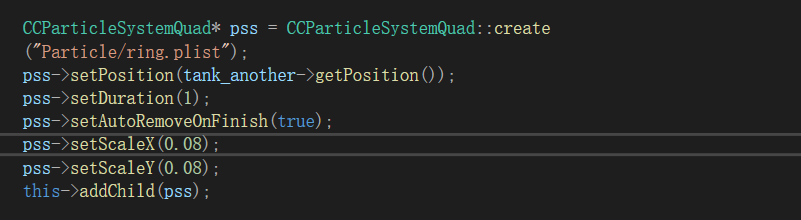 CCParticleSystemQuad* pss = CCParticleSystemQuad::create
("Particle/ring.plist");
pss->setPosition(tank_another->getPosition());
pss->setDuration(1);
pss->setAutoRemoveOnFinish(true);
pss->setScaleX(0.08);
pss->setScaleY(0.08);
this->addChild(pss);